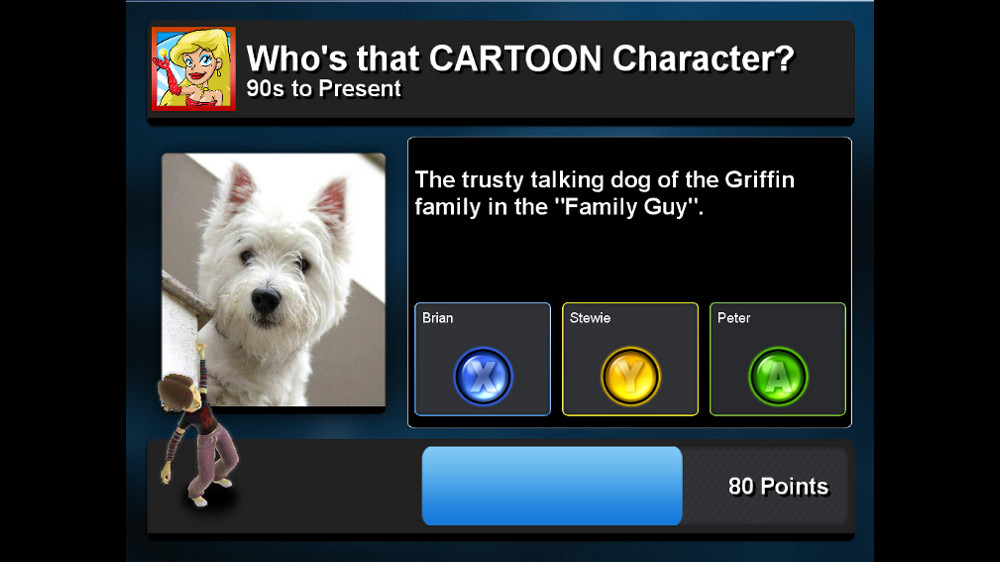 Who's that CARTOON Character?
90s to Present
The trusty talking dog of the Griffin
family in the "Family Guy".
Brian
Stewie
Peter
X
Y
A
80 Points